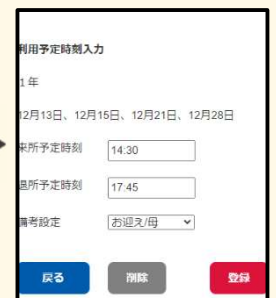 利用予定時刻入力
1年
12月13日、12月15日、12月21日、12月28日
来所予定時刻 14:30
退所予定時刻 17:45
備考設定 お迎え/母
戻る 削除 登録